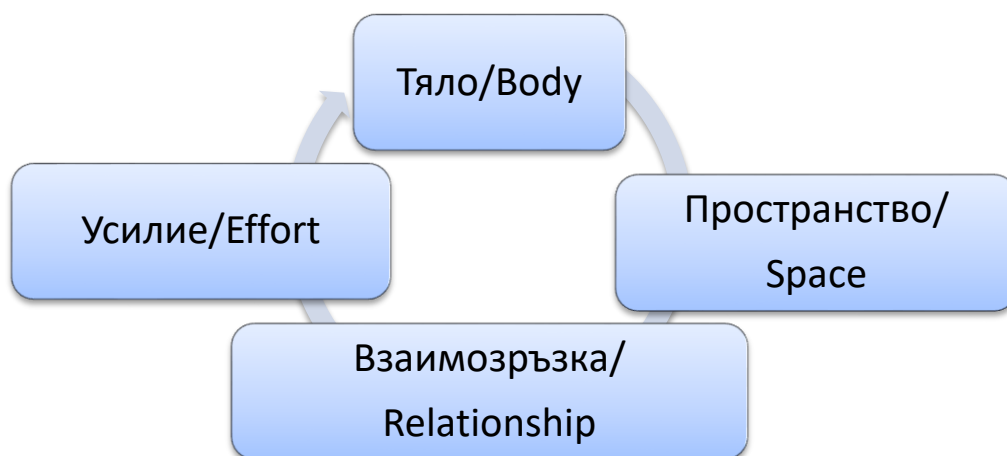 Тяло/Body
Усилие/Effort
Пространство/
Space
Взаимозръзка/
Relationship